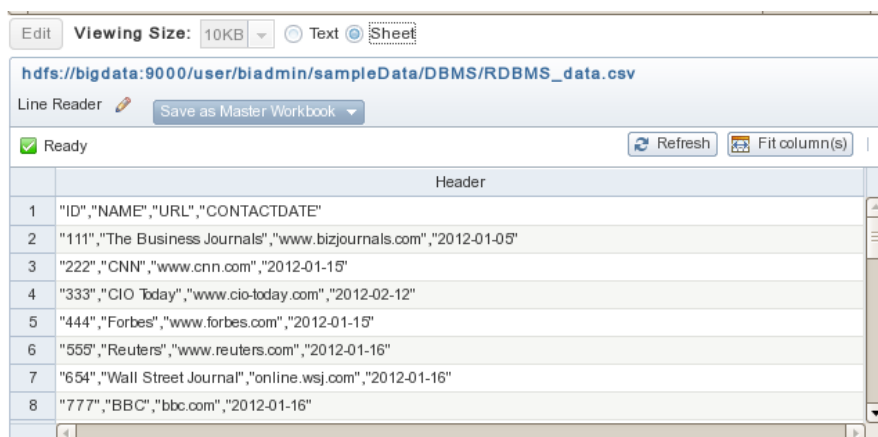 Edit Viewing Size: 10KB Text Sheet
hdfs://bigdata:9000/user/biadmin/sampleData/DBMS/RDBMS_data.csv
Line Reader Save as Master Workbook
Ready Refresh Fit column(s)
Header
1 "ID","NAME","URL","CONTACTDATE"
2 "111","The Business Journals","www.bizjournals.com","2012-01-05"
3 "222","CNN","www.cnn.com","2012-01-15"
4 "333","CIO Today","www.cio-today.com","2012-02-12"
5 "444","Forbes","www.forbes.com","2012-01-15"
6 "555","Reuters","www.reuters.com","2012-01-16"
7 "654","Wall Street Journal","online.wsj.com","2012-01-16"
8 "777","BBC","bbc.com","2012-01-16"